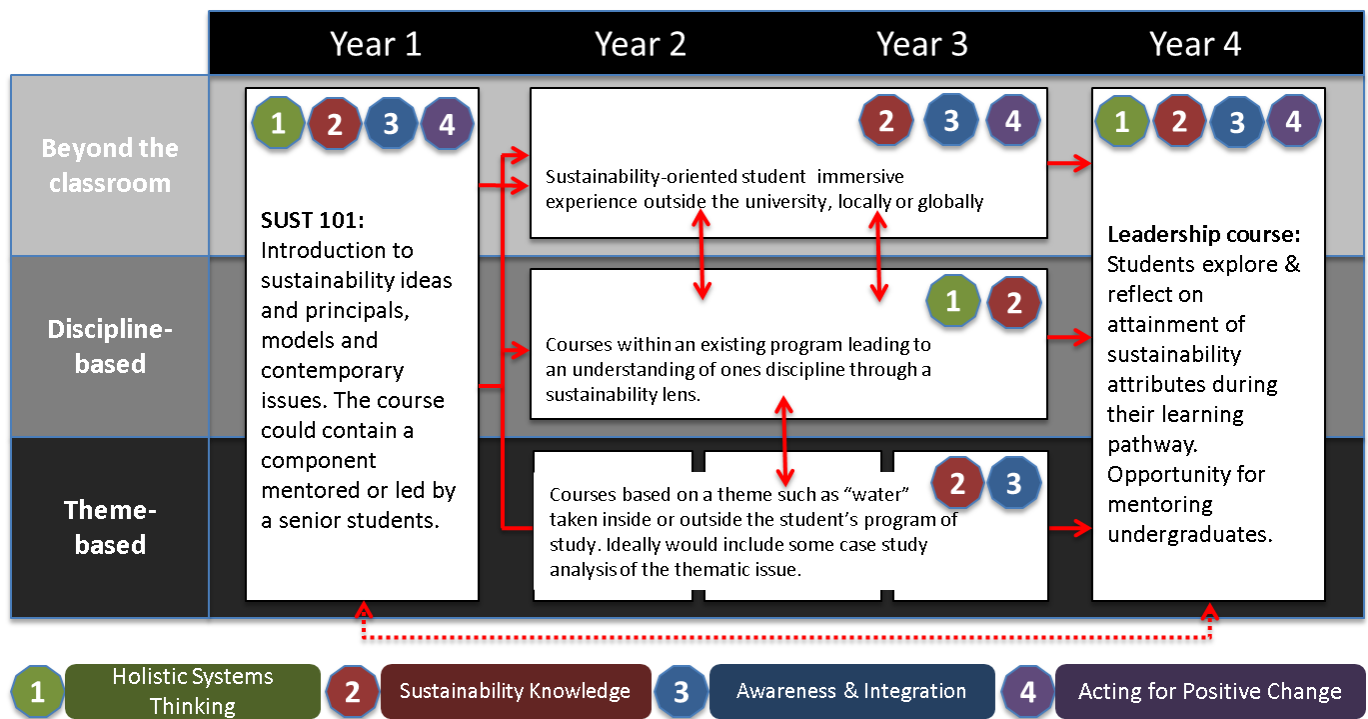 Year 1
Year 2
Year 3
Year 4
Beyond the
classroom
1
2
3
4
SUST 101:
Introduction to
sustainability ideas
and principals,
models and
contemporary
issues. The course
could contain a
component
mentored or led by
a senior students.
2
3
4
Sustainability-oriented student immersive
experience outside the university, locally or globally
1
2
3
4
Leadership course:
Students explore &
reflect on
attainment of
sustainability
attributes during
their learning
pathway.
Opportunity for
mentoring
undergraduates.
Discipline-
based
1
2
Courses within an existing program leading to
an understanding of ones discipline through a
sustainability lens.
Theme-
based
2
3
Courses based on a theme such as “water”
taken inside or outside the student’s program of
study. Ideally would include some case study
analysis of the thematic issue.
1
Holistic Systems
Thinking
2
Sustainability Knowledge
3
Awareness & Integration
4
Acting for Positive Change